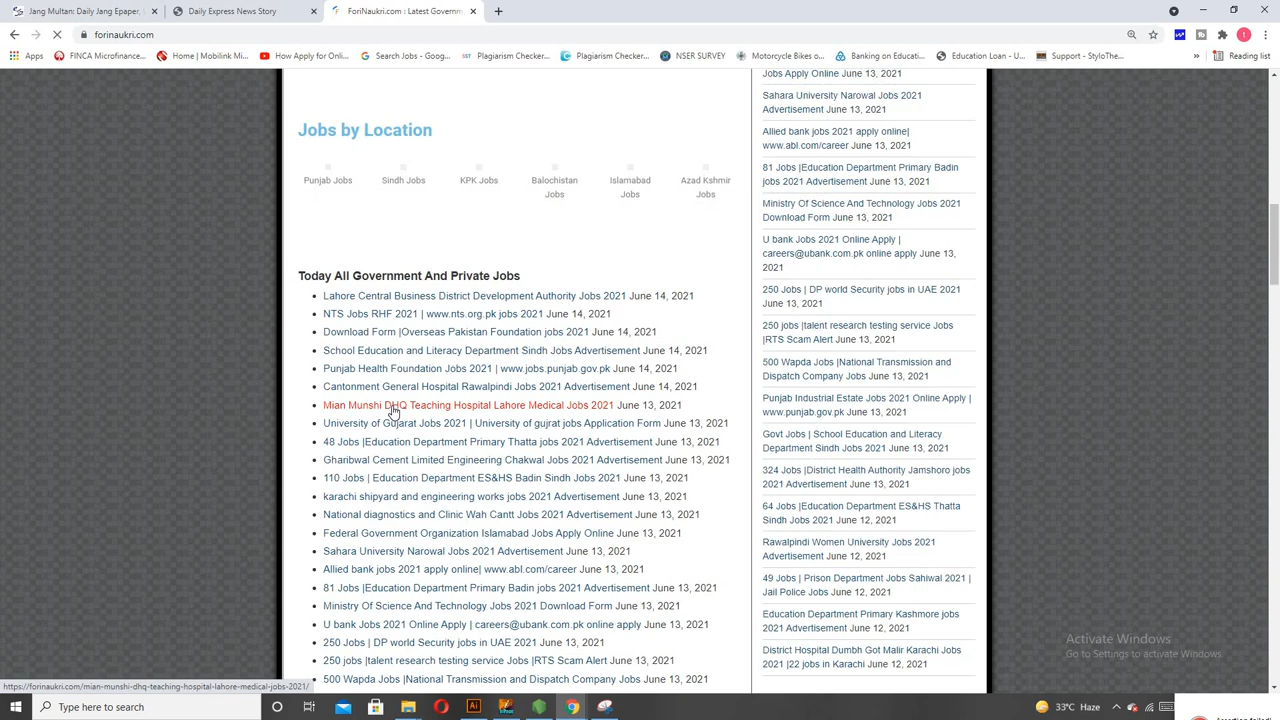 Jang Multan: Daily Jang Epaper,
Daily Express News Story
ForiNaukri.com : Latest Governm
forinaukri.com
Apps
FINCA Microfinance...
Home | Mobilink Mi...
How Apply for Onli...
Search Jobs - Goog...
Plagiarism Checker...
Plagiarism Checker...
NSER SURVEY
Motorcycle Bikes o...
Banking on Educati...
Education Loan - U...
Support - StyloThe...
»
Reading list
Jobs by Location
Punjab Jobs
Sindh Jobs
KPK Jobs
Balochistan
Jobs
Islamabad
Jobs
Azad Kshmir
Jobs
Today All Government And Private Jobs
Lahore Central Business District Development Authority Jobs 2021 June 14, 2021
NTS Jobs RHF 2021 | www.nts.org.pk jobs 2021 June 14, 2021
Download Form |Overseas Pakistan Foundation jobs 2021 June 14, 2021
School Education and Literacy Department Sindh Jobs Advertisement June 14, 2021
Punjab Health Foundation Jobs 2021 | www.jobs.punjab.gov.pk June 14, 2021
Cantonment General Hospital Rawalpindi Jobs 2021 Advertisement June 14, 2021
Mian Munshi DHQ Teaching Hospital Lahore Medical Jobs 2021 June 13, 2021
University of Gujarat Jobs 2021 | University of gujrat jobs Application Form June 13, 2021
48 Jobs |Education Department Primary Thatta jobs 2021 Advertisement June 13, 2021
Gharibwal Cement Limited Engineering Chakwal Jobs 2021 Advertisement June 13, 2021
110 Jobs | Education Department ES&HS Badin Sindh Jobs 2021 June 13, 2021
karachi shipyard and engineering works jobs 2021 Advertisement June 13, 2021
National diagnostics and Clinic Wah Cantt Jobs 2021 Advertisement June 13, 2021
Federal Government Organization Islamabad Jobs Apply Online June 13, 2021
Sahara University Narowal Jobs 2021 Advertisement June 13, 2021
Allied bank jobs 2021 apply online| www.abl.com/career June 13, 2021
81 Jobs |Education Department Primary Badin jobs 2021 Advertisement June 13, 2021
Ministry Of Science And Technology Jobs 2021 Download Form June 13, 2021
U bank Jobs 2021 Online Apply | careers@ubank.com.pk online apply June 13, 2021
250 Jobs | DP world Security jobs in UAE 2021 June 13, 2021
250 jobs |talent research testing service Jobs |RTS Scam Alert June 13, 2021
500 Wapda Jobs |National Transmission and Dispatch Company Jobs June 13, 2021
Jobs Apply Online June 13, 2021
Sahara University Narowal Jobs 2021
Advertisement June 13, 2021
Allied bank jobs 2021 apply online|
www.abl.com/career June 13, 2021
81 Jobs |Education Department Primary Badin
jobs 2021 Advertisement June 13, 2021
Ministry Of Science And Technology Jobs 2021
Download Form June 13, 2021
U bank Jobs 2021 Online Apply |
careers@ubank.com.pk online apply June 13,
2021
250 Jobs | DP world Security jobs in UAE 2021
June 13, 2021
250 jobs |talent research testing service Jobs
|RTS Scam Alert June 13, 2021
500 Wapda Jobs |National Transmission and
Dispatch Company Jobs June 13, 2021
Punjab Industrial Estate Jobs 2021 Online Apply |
www.punjab.gov.pk June 13, 2021
Govt Jobs | School Education and Literacy
Department Sindh Jobs 2021 June 13, 2021
324 Jobs |District Health Authority Jamshoro jobs
2021 Advertisement June 13, 2021
64 Jobs |Education Department ES&HS Thatta
Sindh Jobs 2021 June 12, 2021
Rawalpindi Women University Jobs 2021
Advertisement June 12, 2021
49 Jobs | Prison Department Jobs Sahiwal 2021 |
Jail Police Jobs June 12, 2021
Education Department Primary Kashmore jobs
2021 Advertisement June 12, 2021
District Hospital Dumbh Got Malir Karachi Jobs
2021 |22 jobs in Karachi June 12, 2021
Activate Windows
Go to Settings to activate Windows.
https://forinaukri.com/mian-munshi-dhq-teaching-hospital-lahore-medical-jobs-2021/
Type here to search
33°C Haze